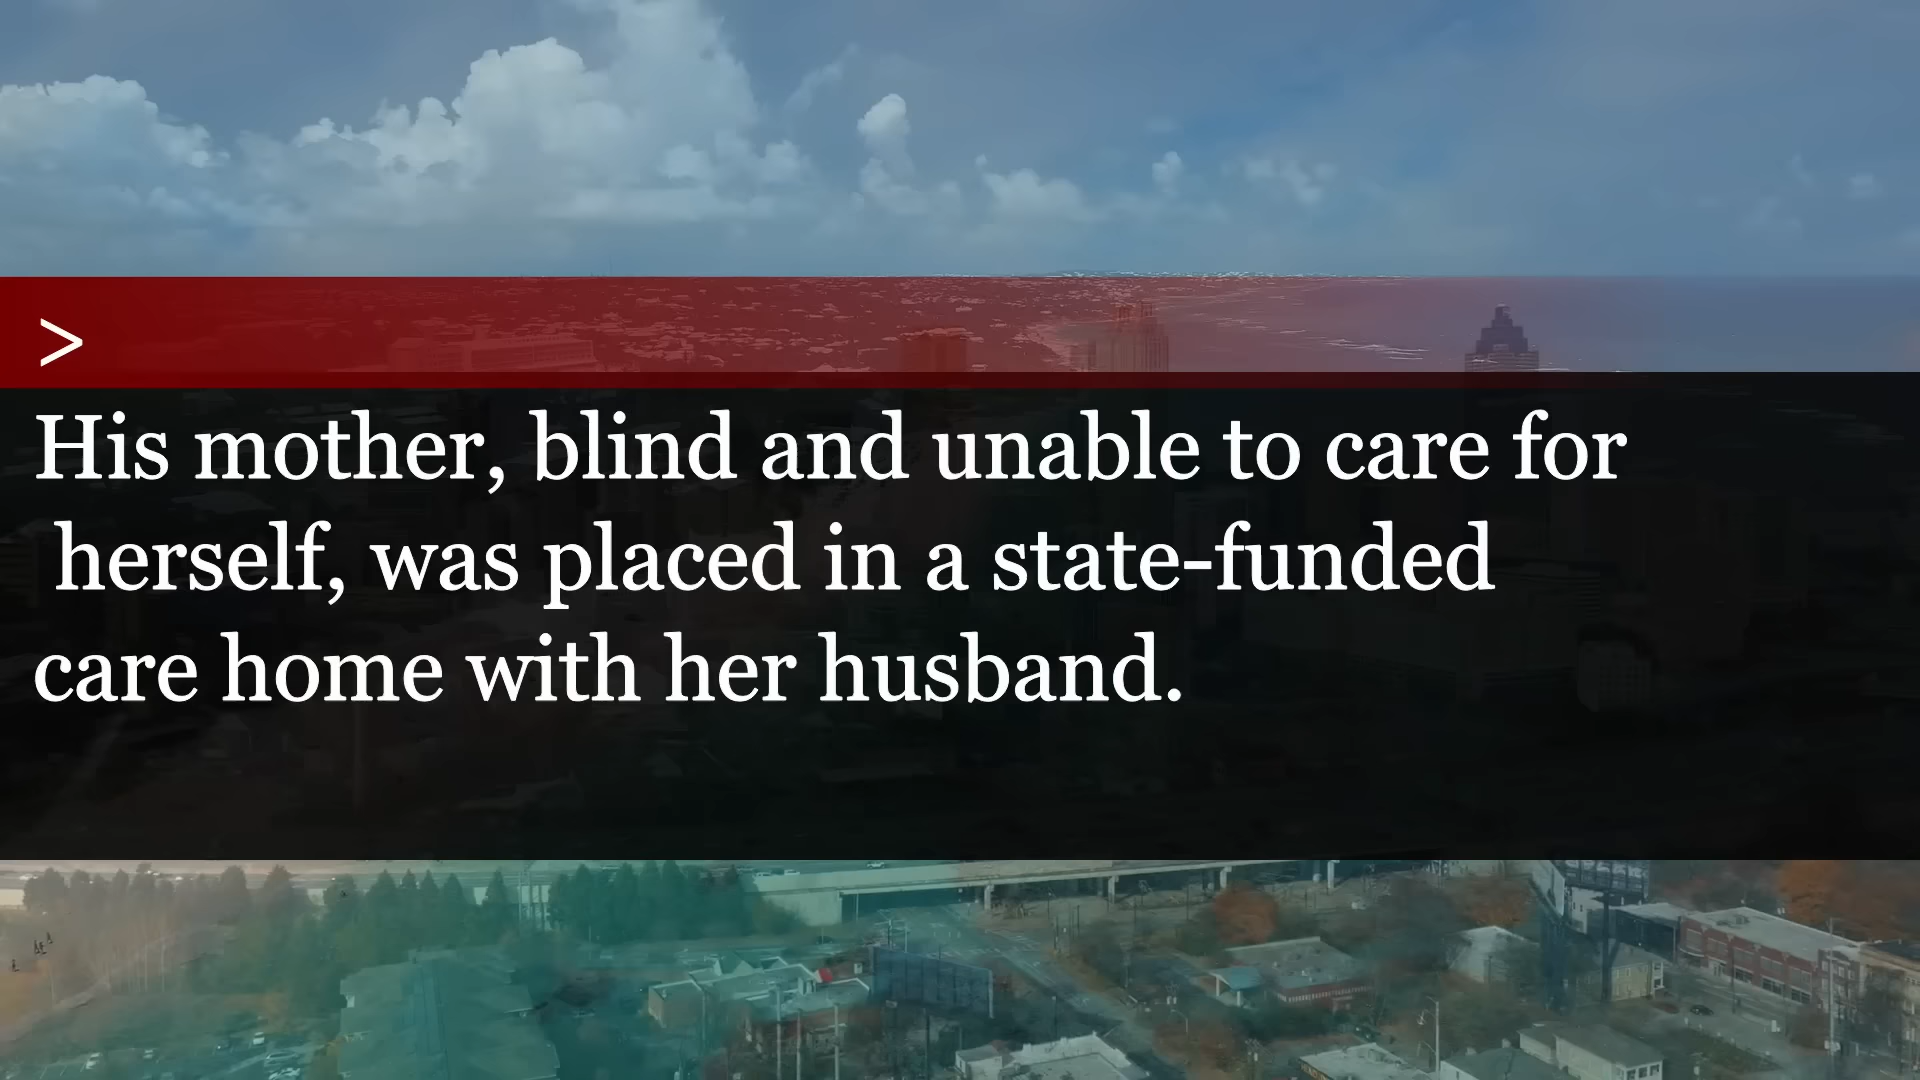 >
His mother, blind and unable to care for
herself, was placed in a state-funded
care home with her husband.